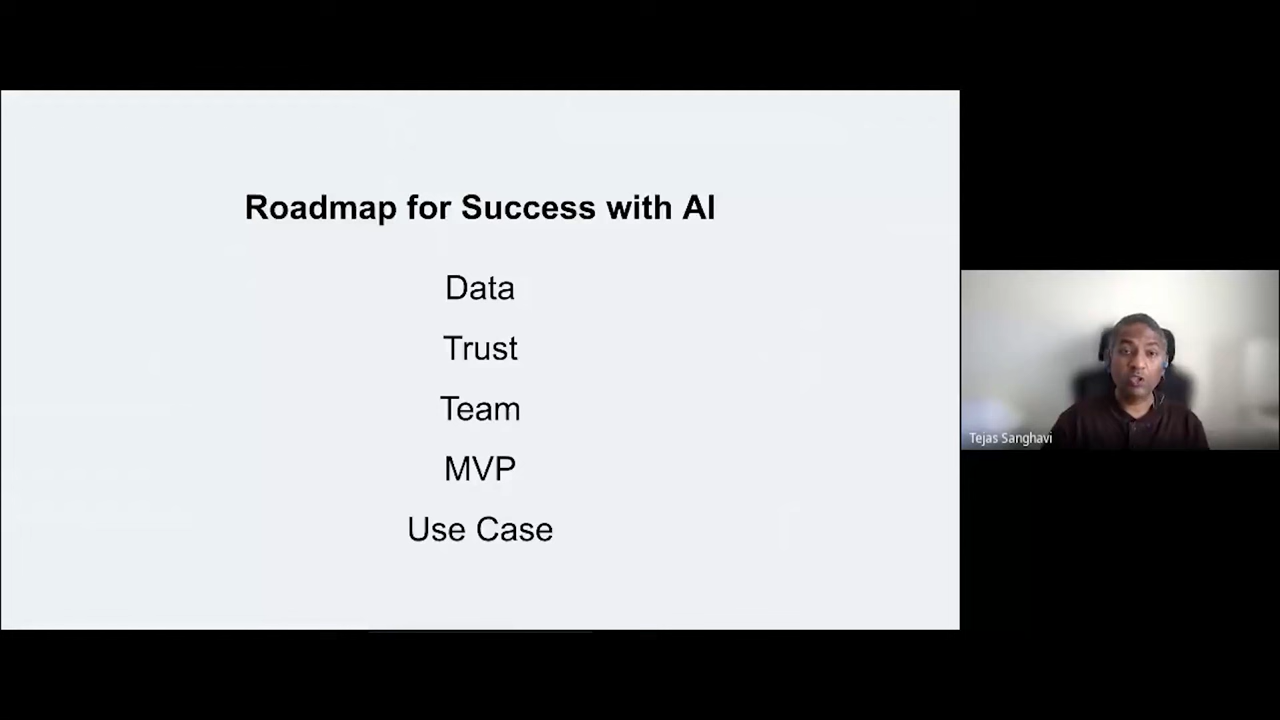 Roadmap for Success with AI
Data
Trust
Team
MVP
Use Case
Tejas Sanghavi